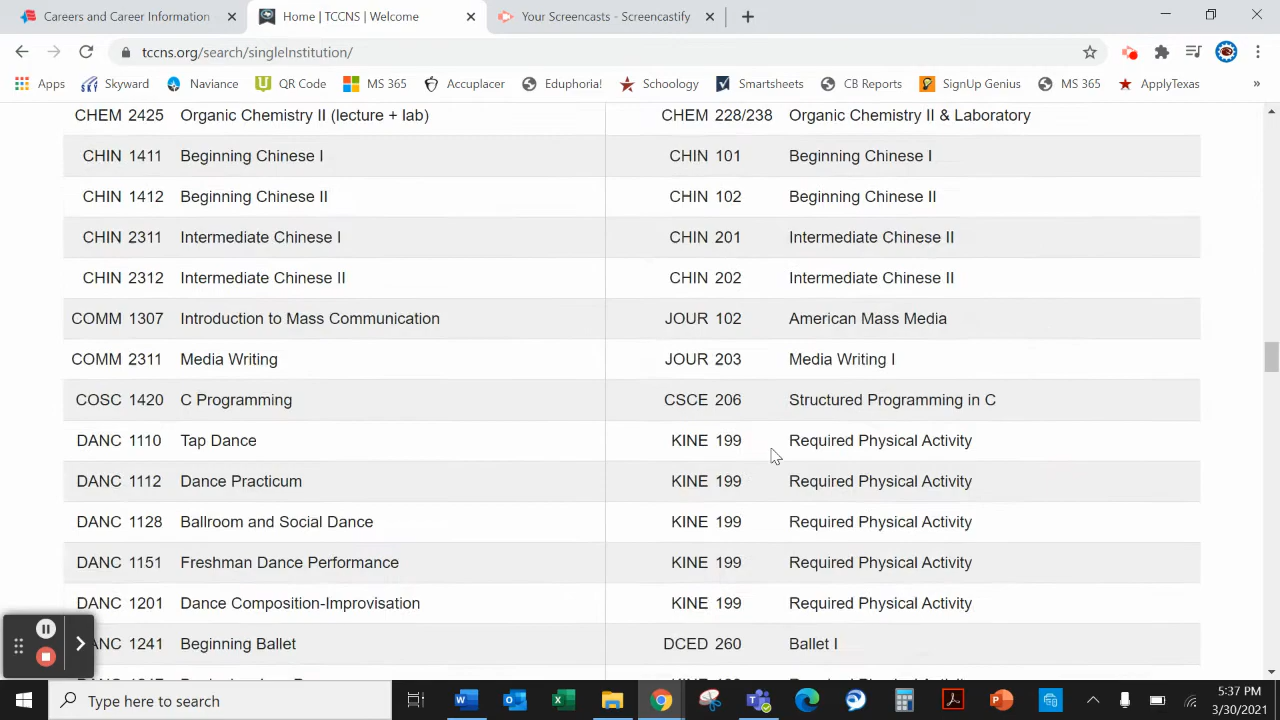 Careers and Career Information
Home | TCCNS | Welcome
Your Screencasts - Screencastify
tccns.org/search/singleInstitution/
Apps Skyward Naviance QR Code MS 365 Accuplacer Eduphoria! Schoology Smartsheets CB Reports SignUp Genius MS 365 ApplyTexas »
CHEM 2425 Organic Chemistry II (lecture + lab) CHEM 228/238 Organic Chemistry II & Laboratory
CHIN 1411 Beginning Chinese I CHIN 101 Beginning Chinese I
CHIN 1412 Beginning Chinese II CHIN 102 Beginning Chinese II
CHIN 2311 Intermediate Chinese I CHIN 201 Intermediate Chinese II
CHIN 2312 Intermediate Chinese II CHIN 202 Intermediate Chinese II
COMM 1307 Introduction to Mass Communication JOUR 102 American Mass Media
COMM 2311 Media Writing JOUR 203 Media Writing I
COSC 1420 C Programming CSCE 206 Structured Programming in C
DANC 1110 Tap Dance KINE 199 Required Physical Activity
DANC 1112 Dance Practicum KINE 199 Required Physical Activity
DANC 1128 Ballroom and Social Dance KINE 199 Required Physical Activity
DANC 1151 Freshman Dance Performance KINE 199 Required Physical Activity
DANC 1201 Dance Composition-Improvisation KINE 199 Required Physical Activity
ANC 1241 Beginning Ballet DCED 260 Ballet I
Type here to search
5:37 PM
3/30/2021